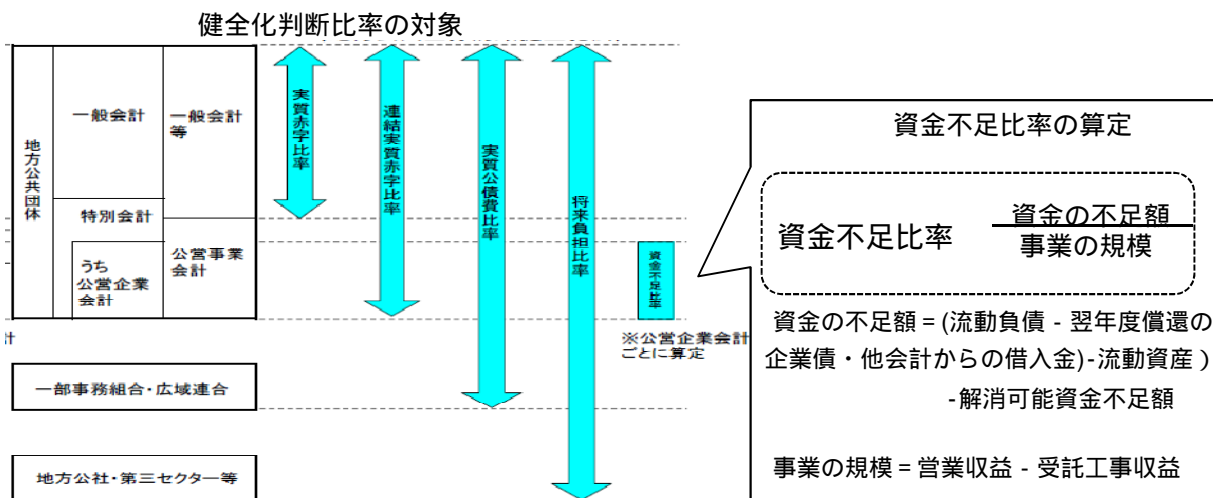 健全化判断比率の対象
地方公共団体
一般会計
一般会計
等
特別会計
うち
公営企業
会計
公営事業
会計
実質赤字比率
連結実質赤字比率
実質公債費比率
将来負担比率
資金不足比率
※公営企業会計
ごとに算定
計
一部事務組合・広域連合
地方公社・第三セクター等
資金不足比率の算定
資金不足比率
資金の不足額
事業の規模
資金の不足額 = (流動負債 - 翌年度償還の
企業債・他会計からの借入金)-流動資産 )
-解消可能資金不足額
事業の規模 = 営業収益 - 受託工事収益